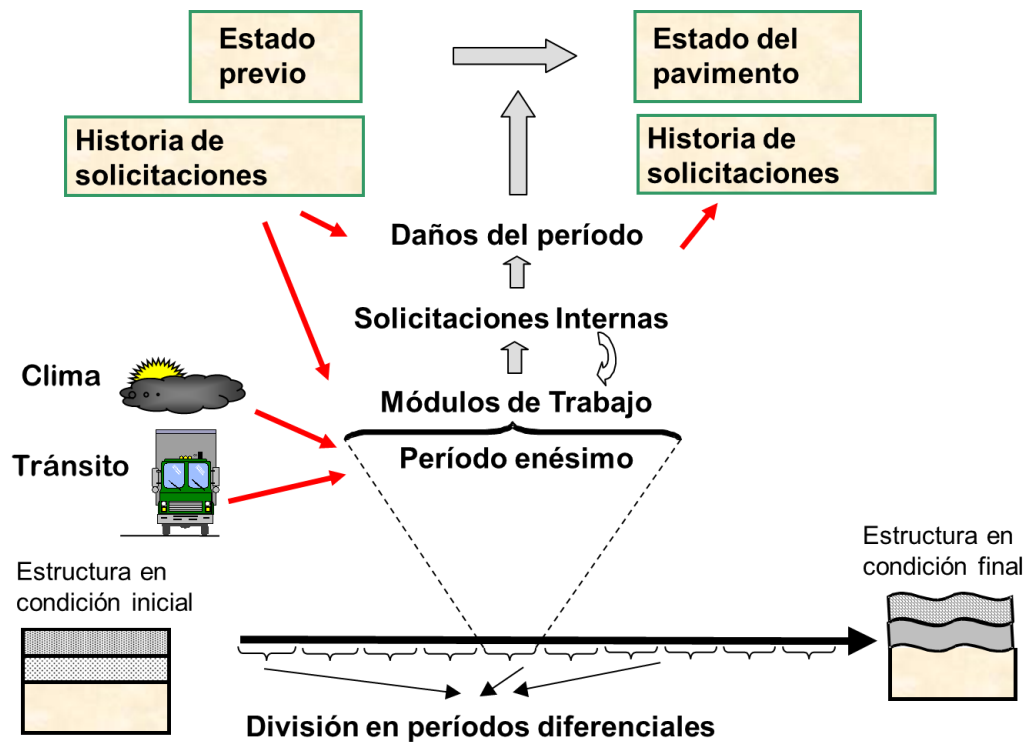 Estado
previo
Estado del
pavimento
Historia de
solicitaciones
Historia de
solicitaciones
Daños del período
Solicitaciones Internas
Clima
Módulos de Trabajo
Tránsito
Período enésimo
Estructura en
condición inicial
Estructura en
condición final
División en períodos diferenciales